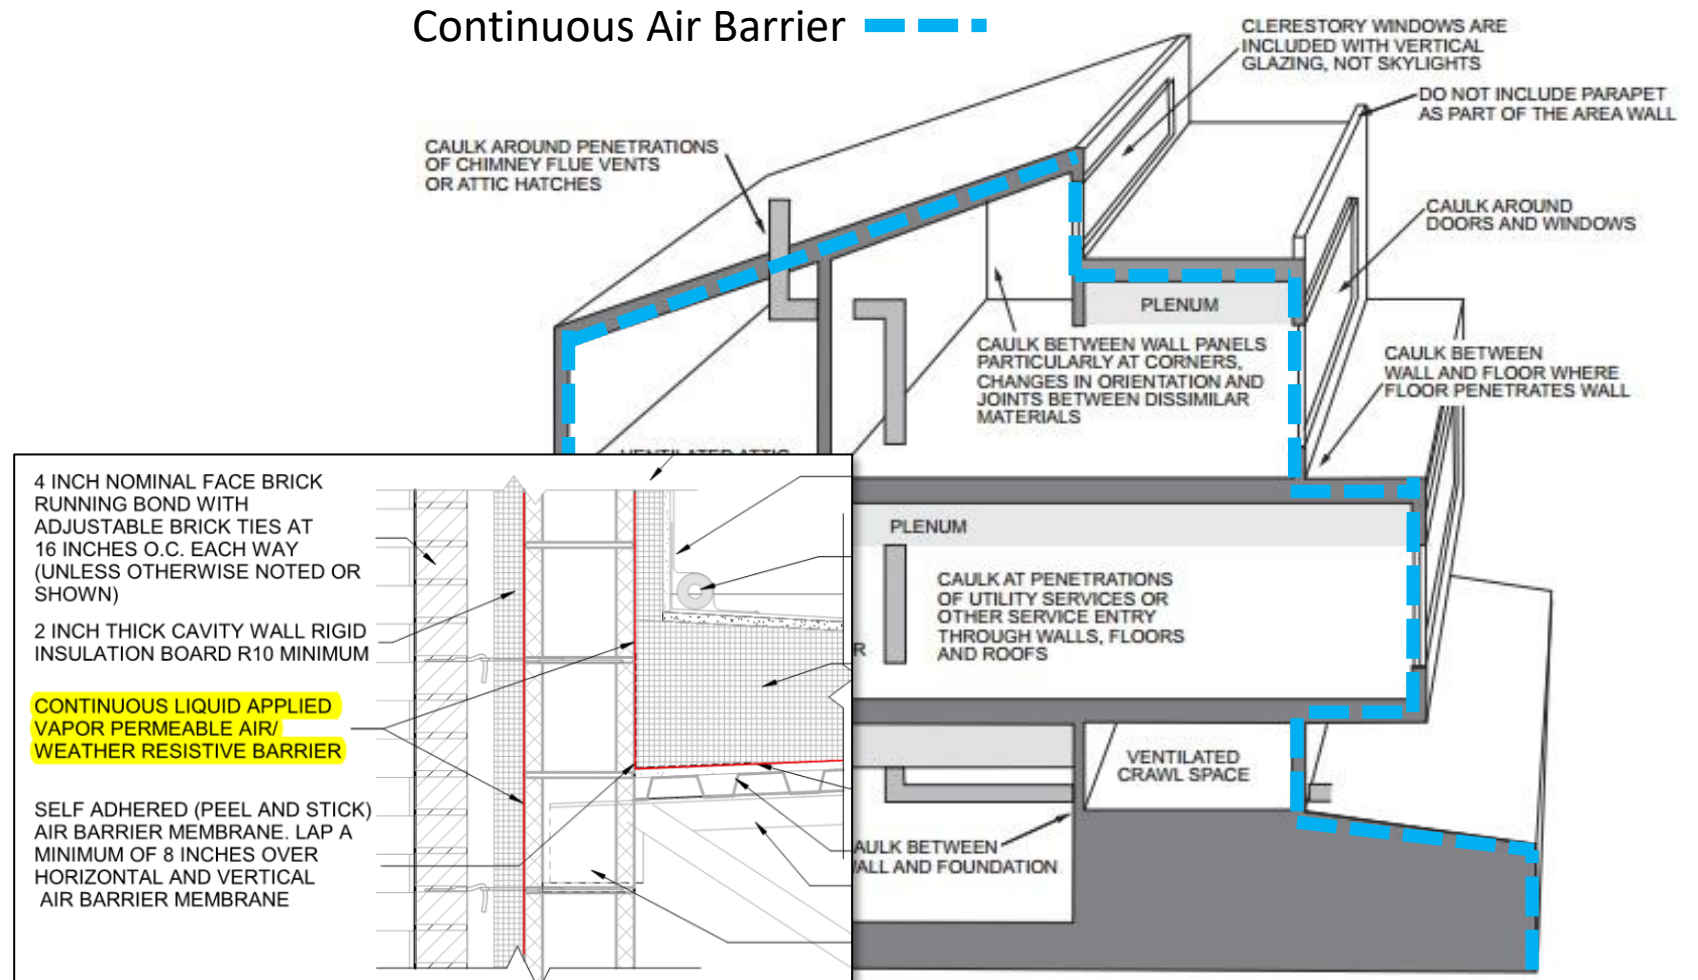 Continuous Air Barrier
CLERESTORY WINDOWS ARE
INCLUDED WITH VERTICAL
GLAZING, NOT SKYLIGHTS
DO NOT INCLUDE PARAPET
AS PART OF THE AREA WALL
CAULK AROUND PENETRATIONS
OF CHIMNEY FLUE VENTS
OR ATTIC HATCHES
CAULK AROUND
DOORS AND WINDOWS
PLENUM
CAULK BETWEEN WALL PANELS
PARTICULARLY AT CORNERS,
CHANGES IN ORIENTATION AND
JOINTS BETWEEN DISSIMILAR
MATERIALS
CAULK BETWEEN
WALL AND FLOOR WHERE
FLOOR PENETRATES WALL
VENTILATED ATTIC
4 INCH NOMINAL FACE BRICK
RUNNING BOND WITH
ADJUSTABLE BRICK TIES AT
16 INCHES O.C. EACH WAY
(UNLESS OTHERWISE NOTED OR
SHOWN)
2 INCH THICK CAVITY WALL RIGID
INSULATION BOARD R10 MINIMUM
CONTINUOUS LIQUID APPLIED
VAPOR PERMEABLE AIR/
WEATHER RESISTIVE BARRIER
SELF ADHERED (PEEL AND STICK)
AIR BARRIER MEMBRANE. LAP A
MINIMUM OF 8 INCHES OVER
HORIZONTAL AND VERTICAL
AIR BARRIER MEMBRANE
PLENUM
CAULK AT PENETRATIONS
OF UTILITY SERVICES OR
OTHER SERVICE ENTRY
THROUGH WALLS, FLOORS
AND ROOFS
R
VENTILATED
CRAWL SPACE
AULK BETWEEN
ALL AND FOUNDATION